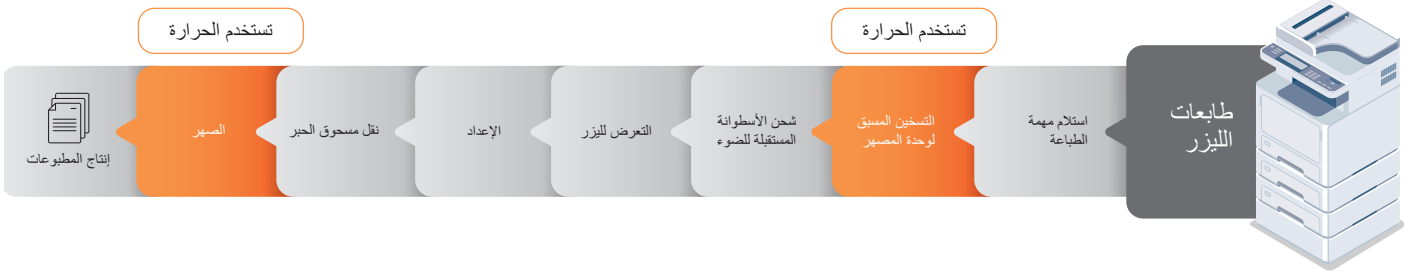 تستخدم الحرارة
تستخدم الحرارة
طابعات
الليزر
استلام مهمة
الطباعة
التسخين المسبق
لوحدة المصهر
شحن الأسطوانة
المستقبلة للضوء
التعرض لليزر
الإعداد
نقل مسحوق الحبر
الصهر
إنتاج المطبوعات